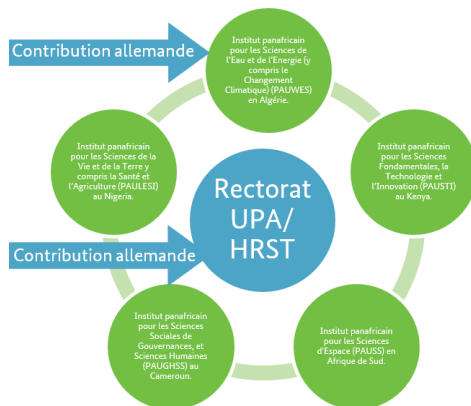 Contribution allemande
Institut panafricain
pour les Sciences de
l'Eau et de l'Energie (y
compris le
Changement
Climatique) (PAUWES)
en Algérie.
Institut panafricain
pour les Sciences de la
Vie et de la Terre y
compris la Santé et
l'Agriculture (PAULESI)
au Nigeria.
Institut panafricain
pour les Sciences
Fondamentales, la
Technologie et
l'Innovation (PAUSTI)
au Kenya.
Rectorat
UPA/
HRST
Contribution allemande
Institut panafricain
pour les Sciences
Sociales de
Gouvernances, et
Sciences Humaines
(PAUGHSS) au
Cameroun.
Institut panafricain
pour les Sciences
d'Espace (PAUSS) en
Afrique de Sud.